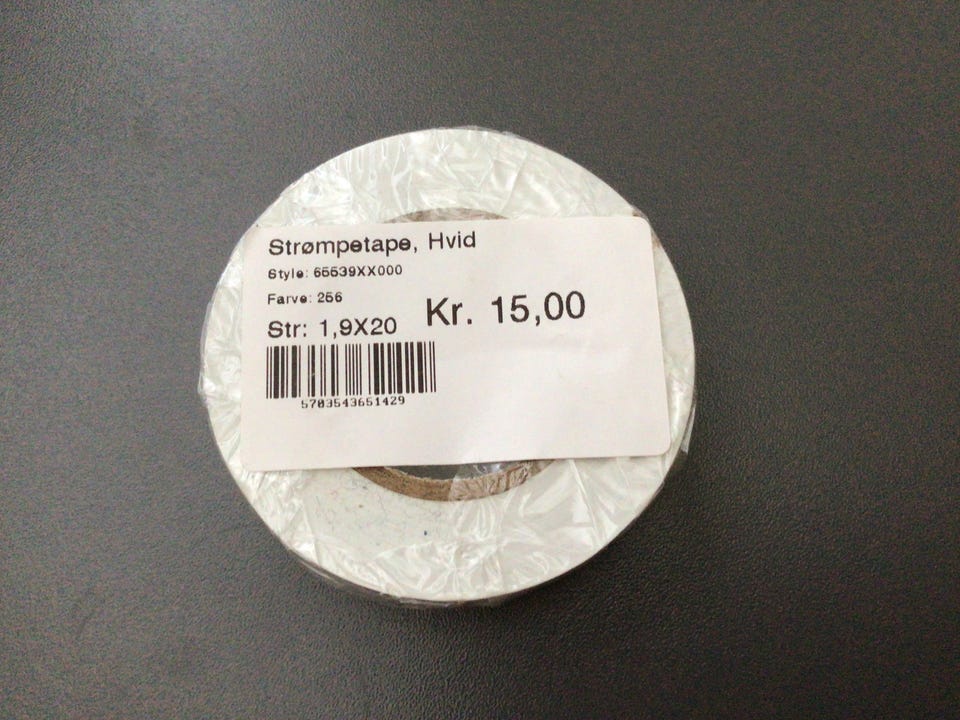 Strømpetape, Hvid
Style: 65539XX000
Farve: 256
Kr. 15,00
Str: 1,9X20
5703543651429